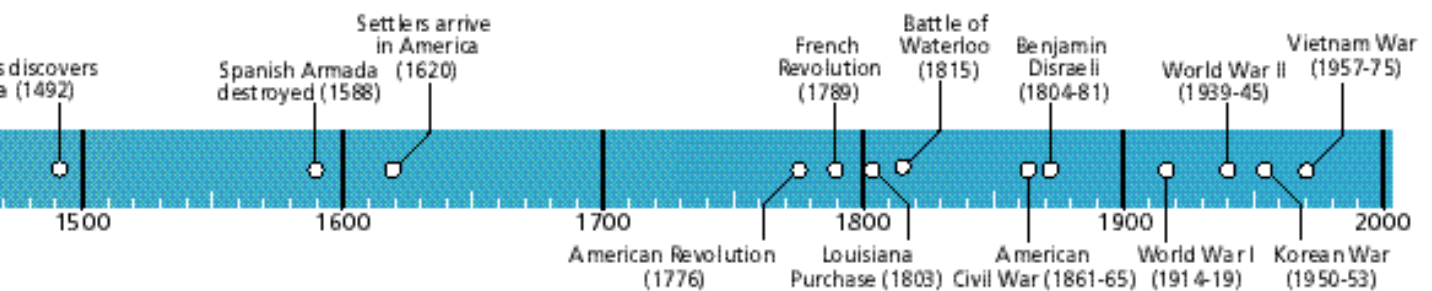 discovers
(1492)
Spanish Armada
destroyed (1588)
Settlers arrive
in America
(1620)
French
Revolution
(1789)
Battle of
Waterloo
(1815)
Benjamin
Disraeli
(1804-81)
World War II
(1939-45)
Vietnam War
(1957-75)
1500
1600
1700
1800
1900
2000
American Revolution
(1776)
Louisiana
Purchase (1803)
American
Civil War (1861-65)
World War I
(1914-19)
Korean War
(1950-53)